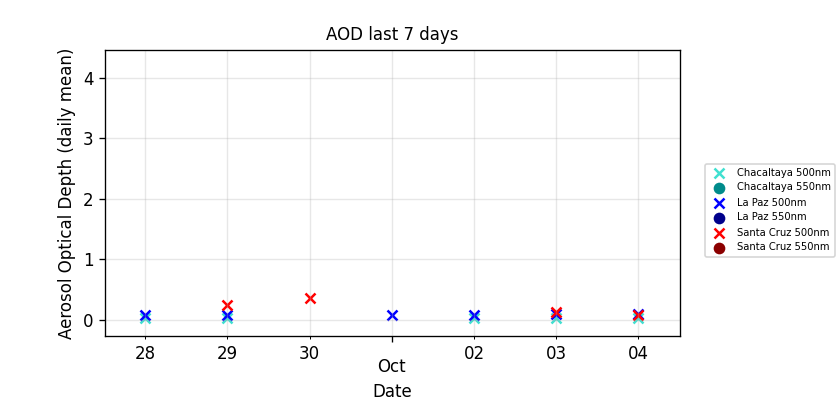 AOD last 7 days
Aerosol Optical Depth (daily mean)
4
3
2
1
0
28 29 30 Oct 02 03 04
Date
Chacaltaya 500nm
Chacaltaya 550nm
La Paz 500nm
La Paz 550nm
Santa Cruz 500nm
Santa Cruz 550nm